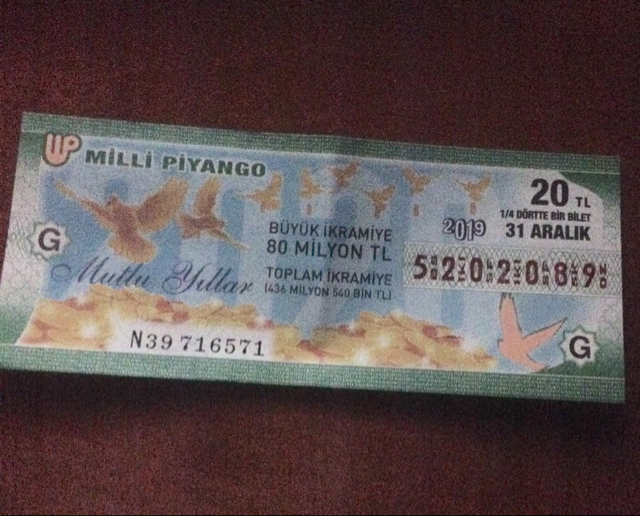 MİLLİ PİYANGO
20 TL
1/4 DÖRTTE BİR BİLET
2019 31 ARALIK
BÜYÜK İKRAMİYE
80 MİLYON TL
5 2 0 2 0 8 9
G
Mutlu Yıllar
TOPLAM İKRAMİYE
(436 MİLYON 540 BİN TL)
N39 716571
G